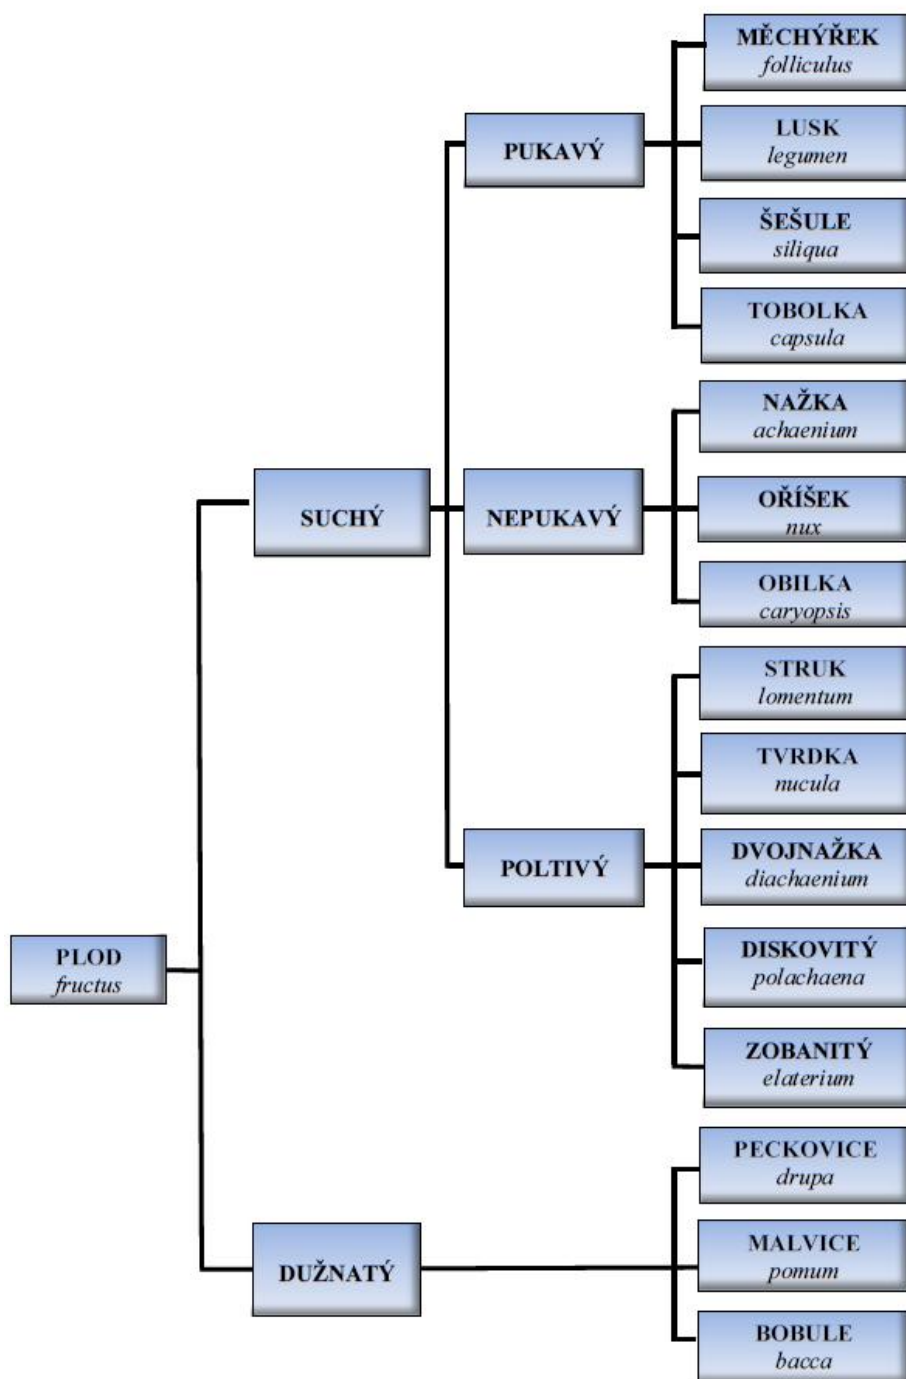 MĚCHÝŘEK
folliculus
PUKAVÝ
LUSK
legumen
ŠEŠULE
siliqua
TOBOLKA
capsula
NAŽKA
achaenium
SUCHÝ
NEPUKAVÝ
OŘÍŠEK
nux
OBILKA
caryopsis
STRUK
lomentum
TVRDKA
nucula
POLTIVÝ
DVOJNAŽKA
diachaenium
PLOD
fructus
DISKOVITÝ
polachaena
ZOBANITÝ
elaterium
PECKOVICE
drupa
DUŽNATÝ
MALVICE
pomum
BOBULE
bacca